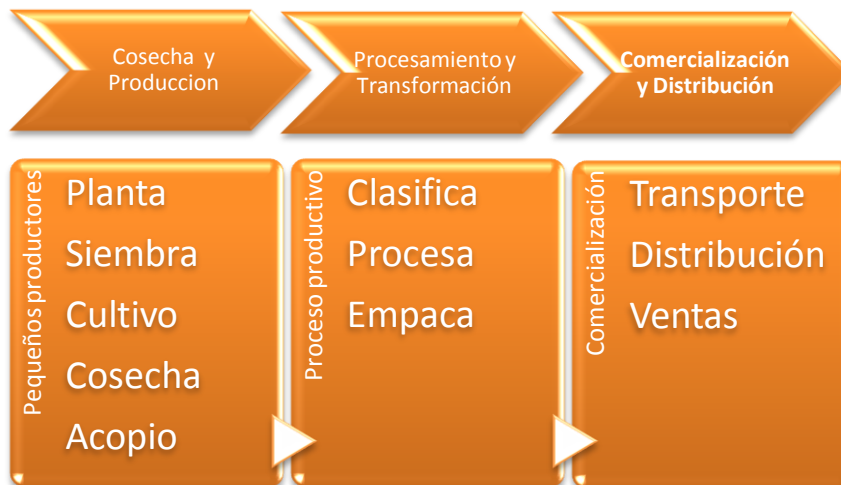 Cosecha y
Produccion
Procesamiento y
Transformación
Comercialización
y Distribución
Pequeños productores
Planta
Siembra
Cultivo
Cosecha
Acopio
Proceso productivo
Clasifica
Procesa
Empaca
Comercialización
Transporte
Distribución
Ventas